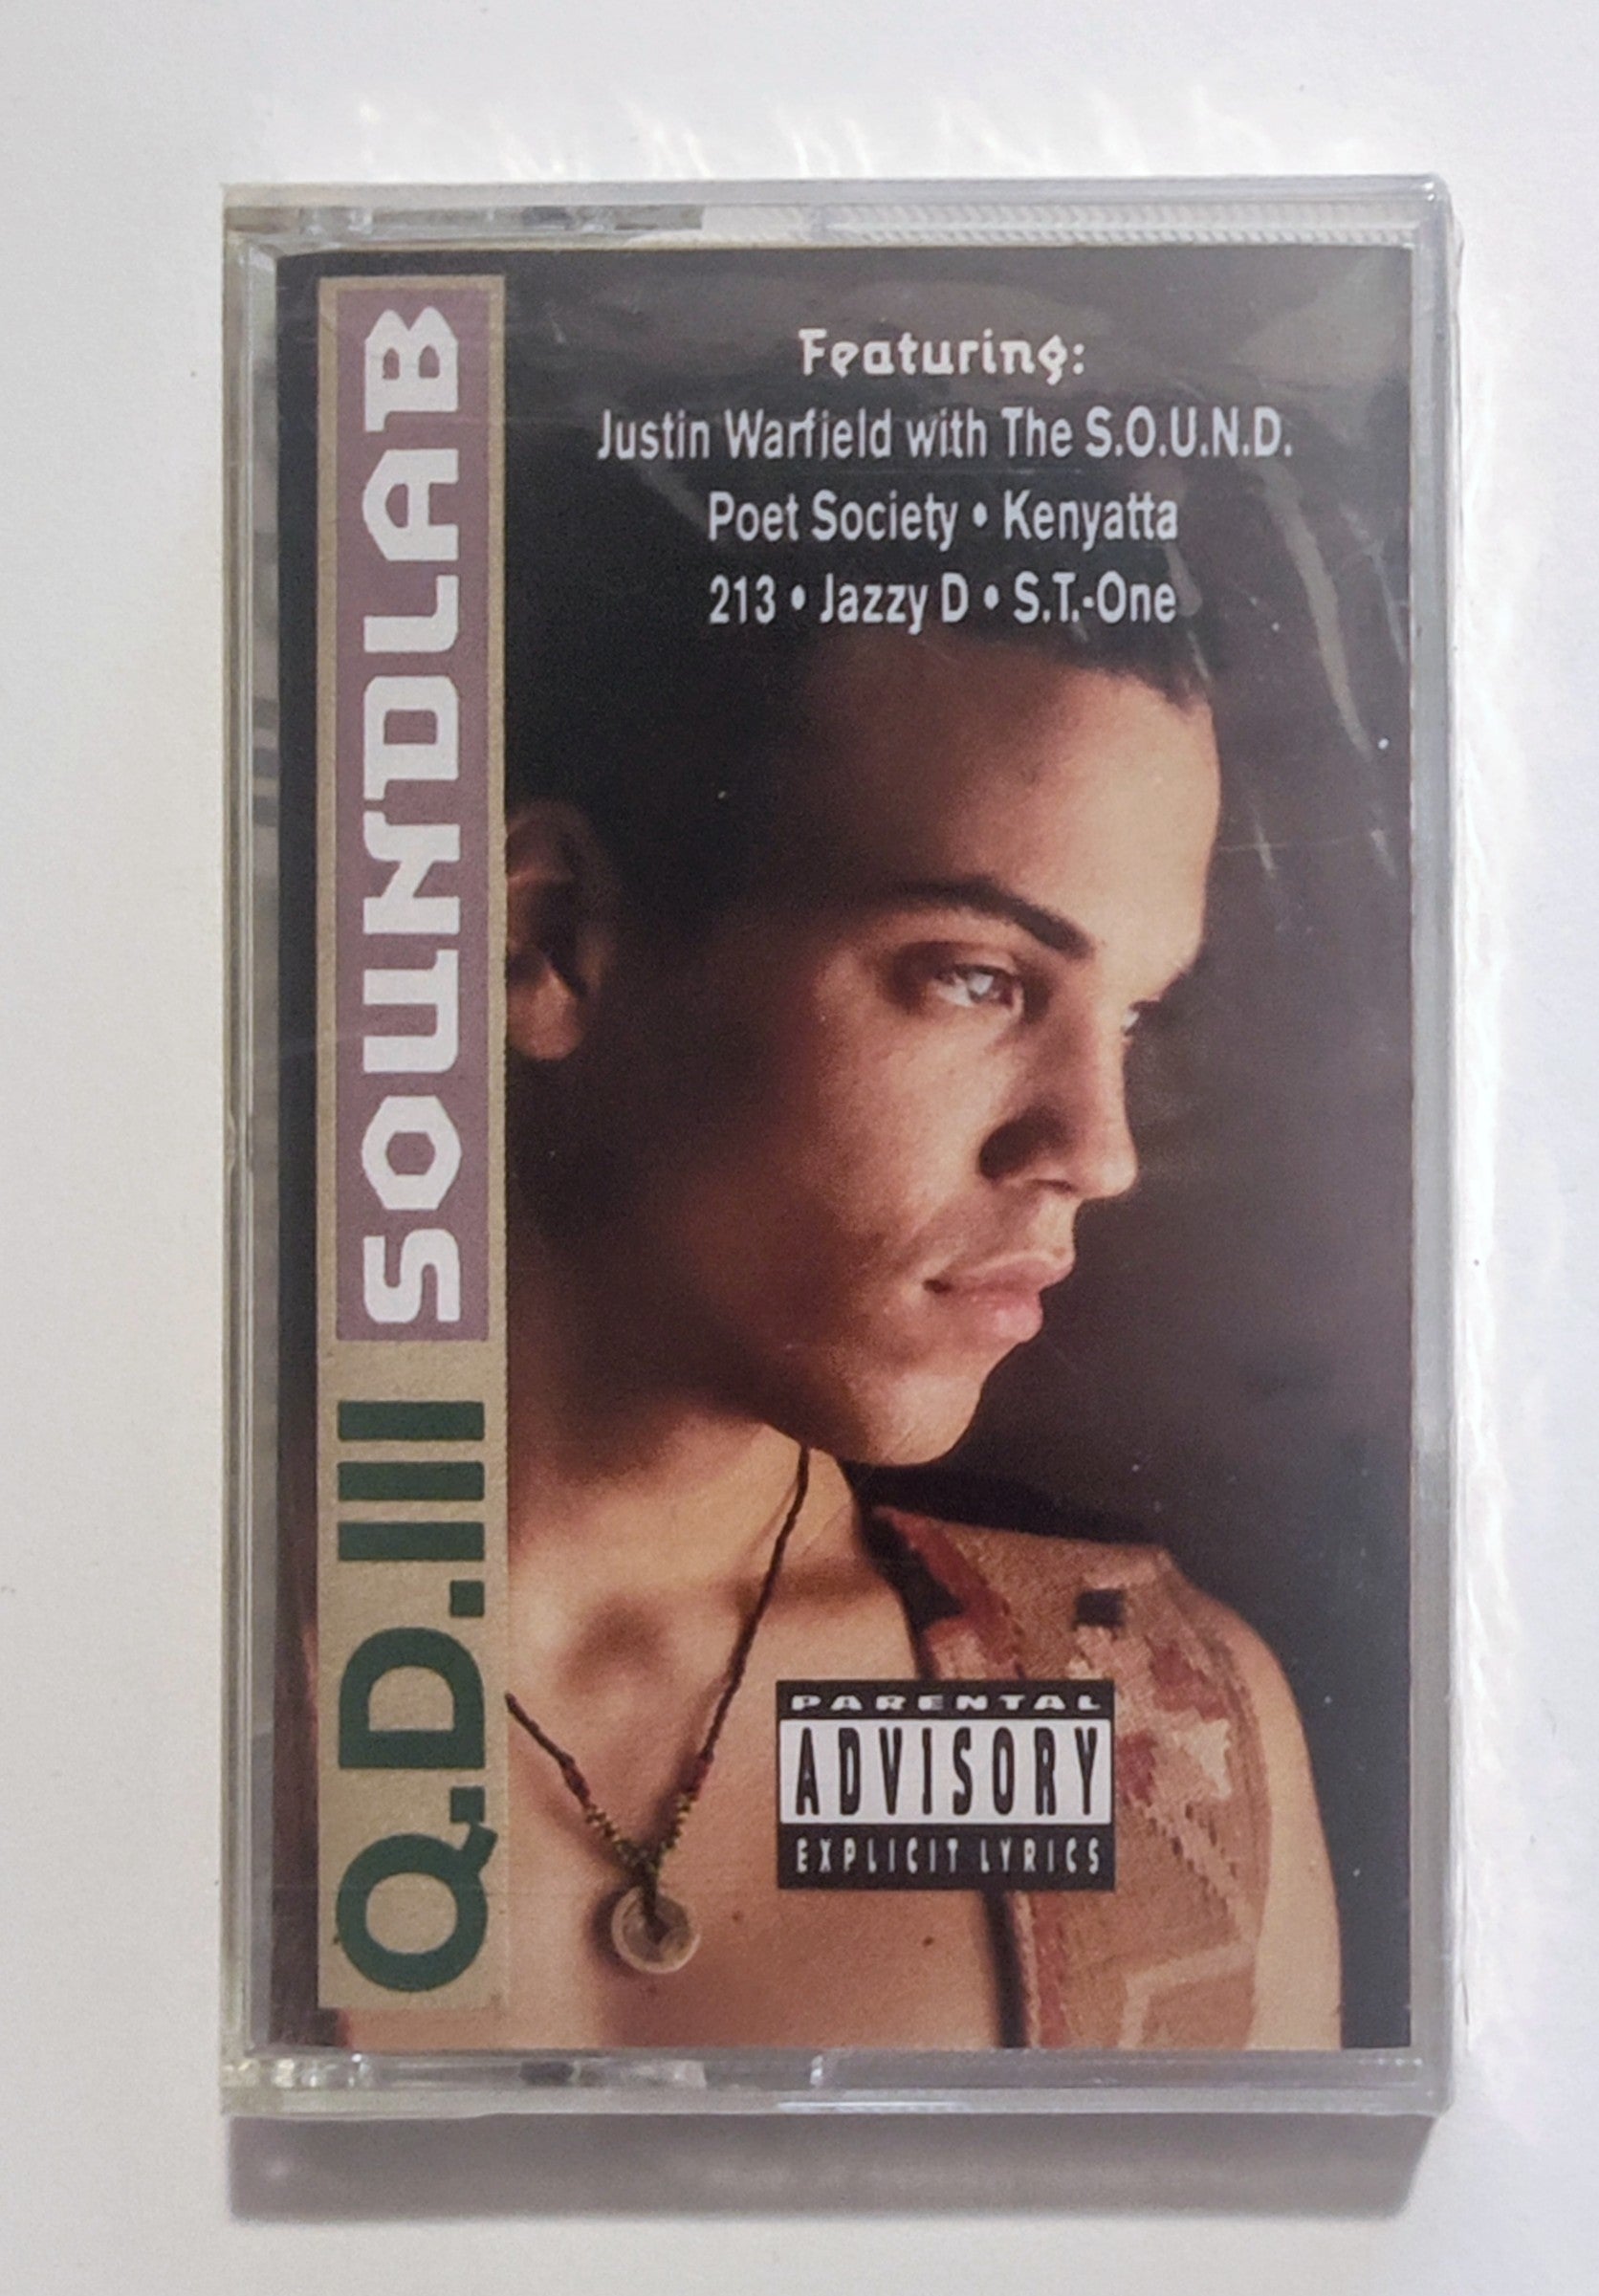 Q.D.III SOUNDLAB
Featuring:
Justin Warfield with The S.O.U.N.D.
Poet Society • Kenyatta
213 • Jazzy D • S.T.-One
PARENTAL
ADVISORY
EXPLICIT LYRICS